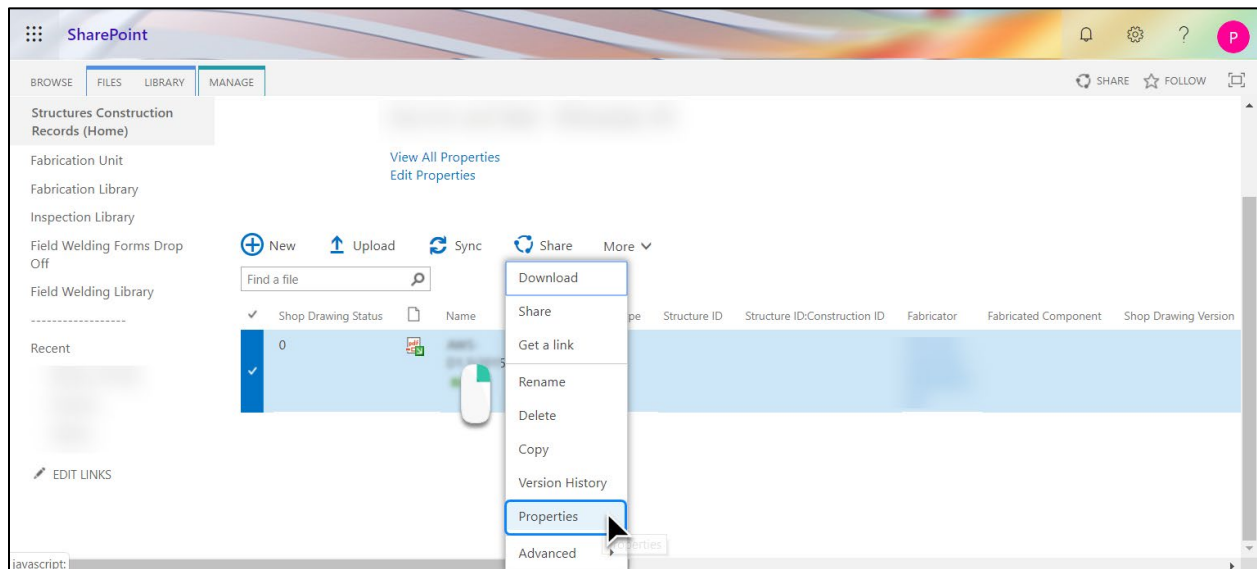 SharePoint
?
P
BROWSE FILES LIBRARY MANAGE
SHARE FOLLOW
Structures Construction
Records (Home)
Fabrication Unit
Fabrication Library
Inspection Library
Field Welding Forms Drop
Off
Field Welding Library
------------------
Recent
EDIT LINKS
View All Properties
Edit Properties
New Upload Sync Share More
Find a file
Shop Drawing Status Name Structure ID Structure ID:Construction ID Fabricator Fabricated Component Shop Drawing Version
0
Download
Share
Get a link
Rename
Delete
Copy
Version History
Properties
Properties
Advanced
javascript: